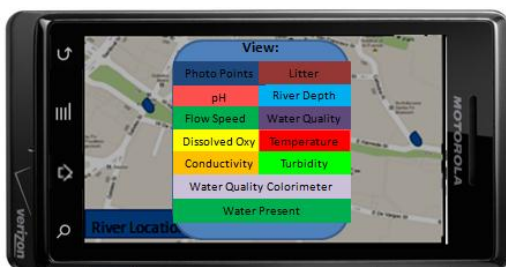 View:
Photo Points
Litter
pH
River Depth
Flow Speed
Water Quality
Dissolved Oxy
Temperature
Conductivity
Turbidity
Water Quality Colorimeter
Water Present
River Locatio
MOTOROLA
verizon